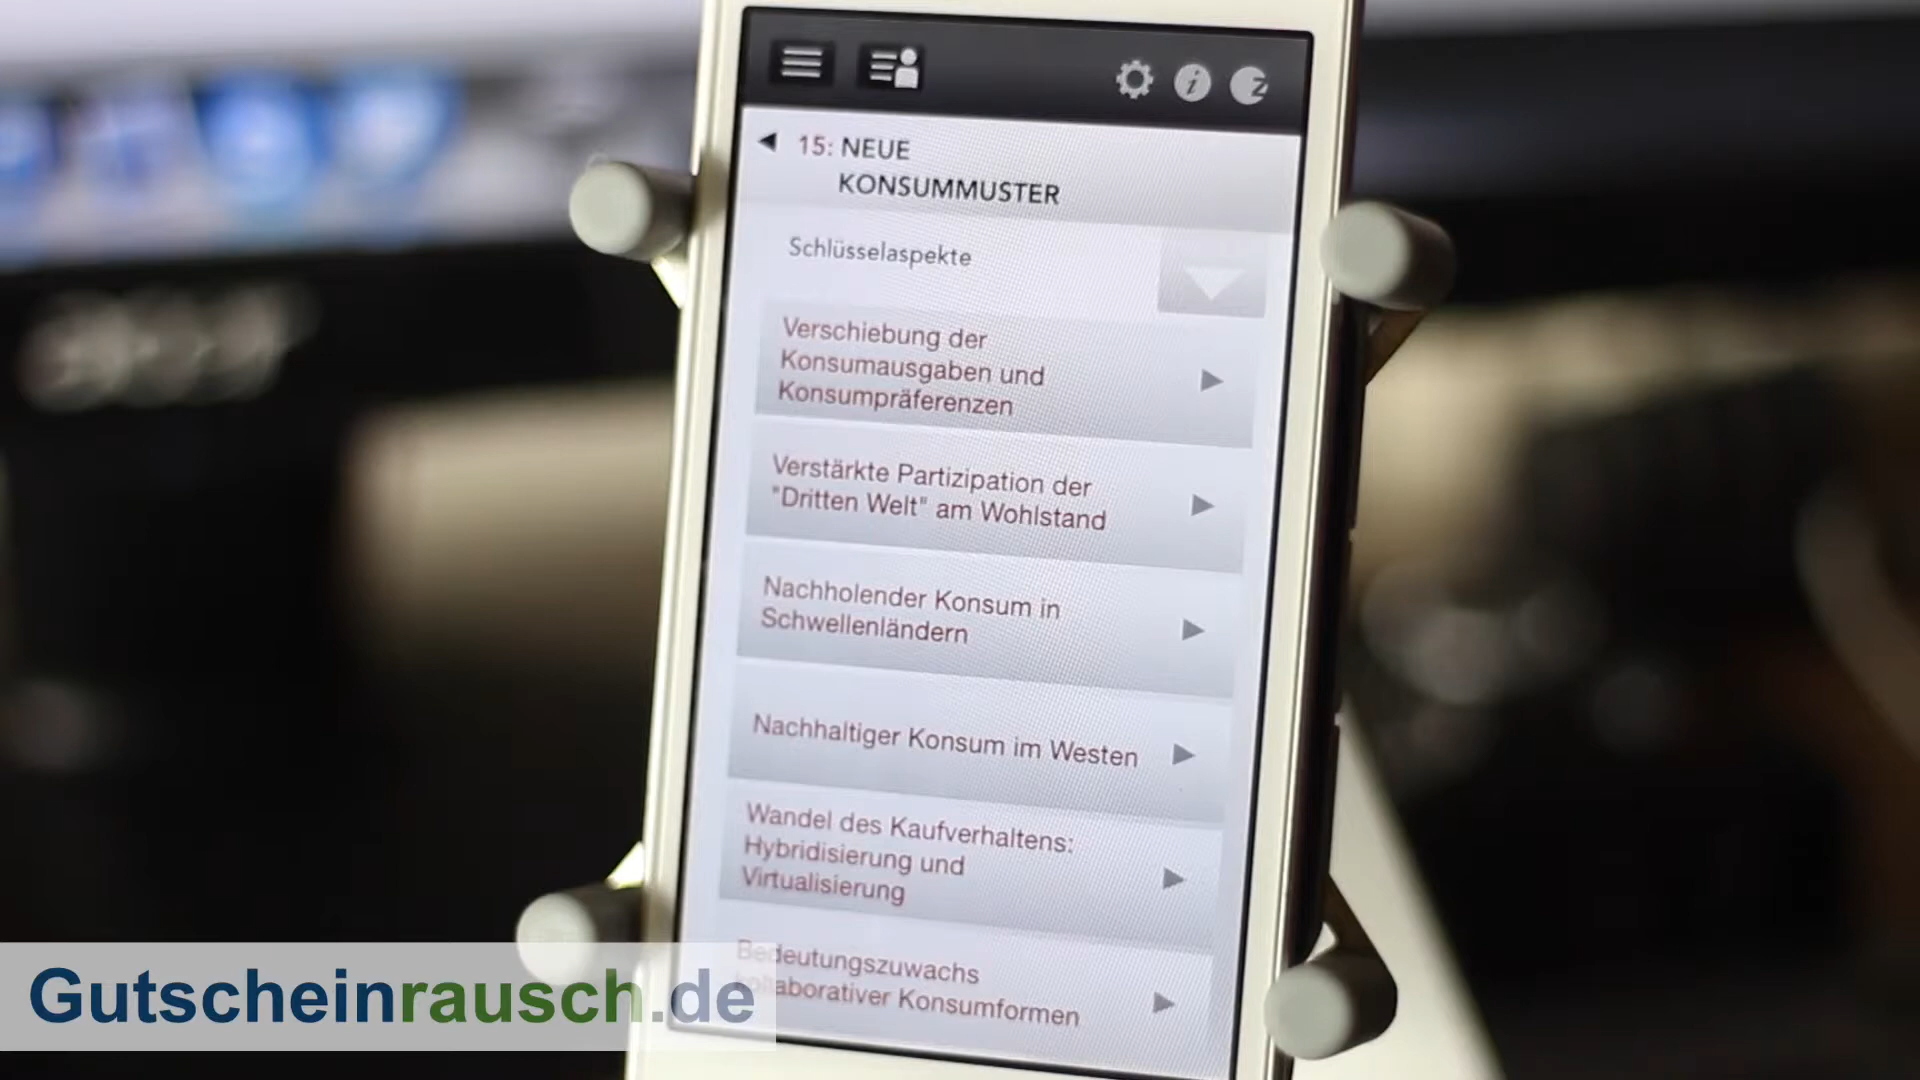 15: NEUE
KONSUMMUSTER
Schlüsselaspekte
Verschiebung der
Konsumausgaben und
Konsumpräferenzen
Verstärkte Partizipation der
"Dritten Welt" am Wohlstand
Nachholender Konsum in
Schwellenländern
Nachhaltiger Konsum im Westen
Wandel des Kaufverhaltens:
Hybridisierung und
Virtualisierung
Bedeutungszuwachs
kollaborativer Konsumformen
Gutscheinrausch.de